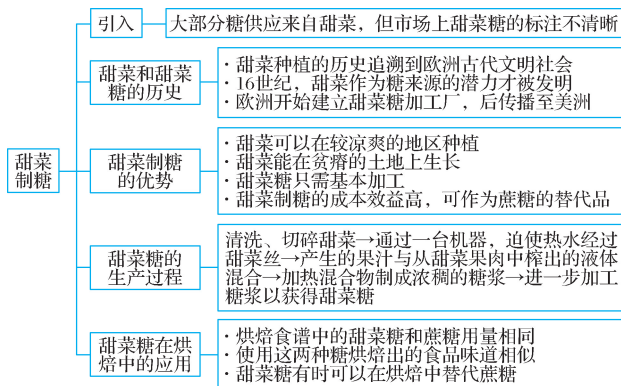 引入
大部分糖供应来自甜菜，但市场上甜菜糖的标注不清晰
甜菜和甜菜
糖的历史
·甜菜种植的历史追溯到欧洲古代文明社会
·16世纪，甜菜作为糖来源的潜力才被发明
·欧洲开始建立甜菜糖加工厂，后传播至美洲
甜菜
制糖
甜菜制糖
的优势
·甜菜可以在较凉爽的地区种植
·甜菜能在贫瘠的土地上生长
·甜菜糖只需基本加工
·甜菜制糖的成本效益高，可作为蔗糖的替代品
甜菜糖的
生产过程
清洗、切碎甜菜→通过一台机器，迫使热水经过
甜菜丝→产生的果汁与从甜菜果肉中榨出的液体
混合→加热混合物制成浓稠的糖浆→进一步加工
糖浆以获得甜菜糖
甜菜糖在烘
焙中的应用
·烘焙食谱中的甜菜糖和蔗糖用量相同
·使用这两种糖烘焙出的食品味道相似
·甜菜糖有时可以在烘焙中替代蔗糖